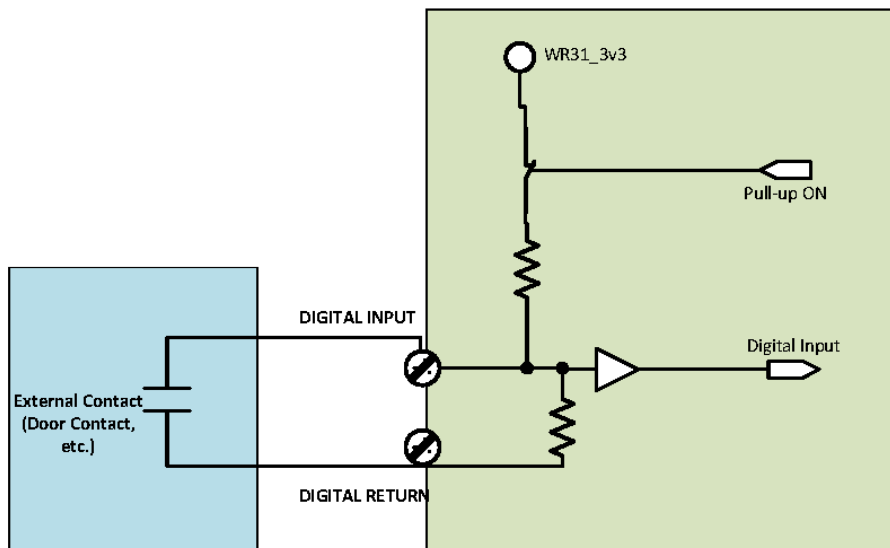 WR31_3v3
Pull-up ON
DIGITAL INPUT
Digital Input
External Contact
(Door Contact,
etc.)
DIGITAL RETURN